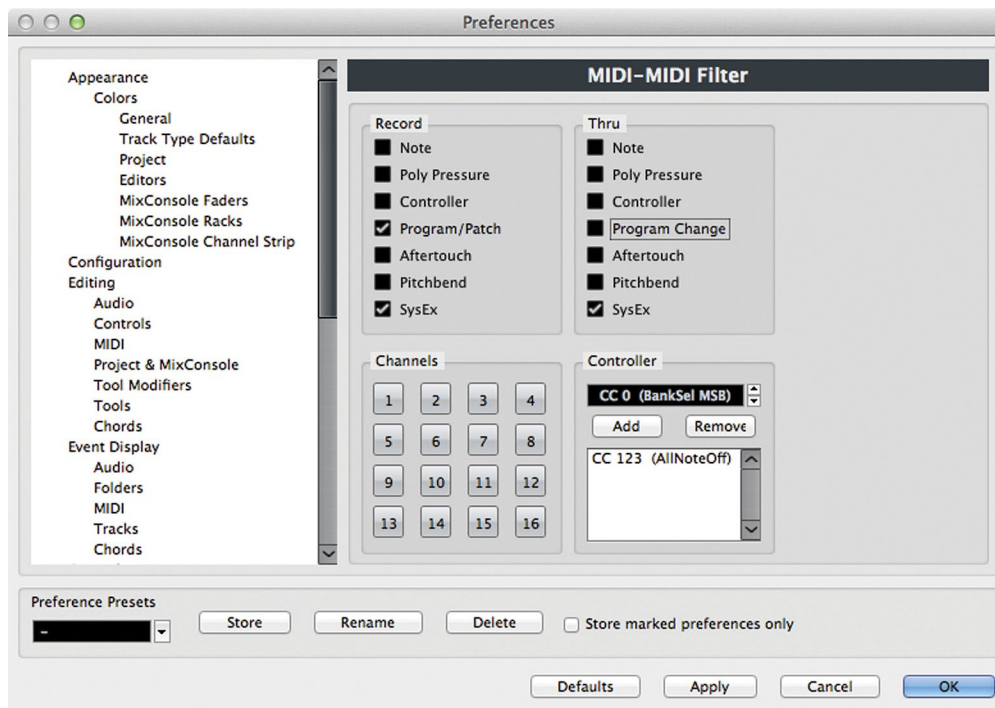 Preferences
Appearance
Colors
General
Track Type Defaults
Project
Editors
MixConsole Faders
MixConsole Racks
MixConsole Channel Strip
Configuration
Editing
Audio
Controls
MIDI
Project & MixConsole
Tool Modifiers
Tools
Chords
Event Display
Audio
Folders
MIDI
Tracks
Chords
MIDI-MIDI Filter
Record
Note
Poly Pressure
Controller
Program/Patch
Aftertouch
Pitchbend
SysEx
Thru
Note
Poly Pressure
Controller
Program Change
Aftertouch
Pitchbend
SysEx
Channels
1 2 3 4
5 6 7 8
9 10 11 12
13 14 15 16
Controller
CC 0 (BankSel MSB)
Add Remove
CC 123 (AllNoteOff)
Preference Presets
-
Store Rename Delete Store marked preferences only
Defaults Apply Cancel OK